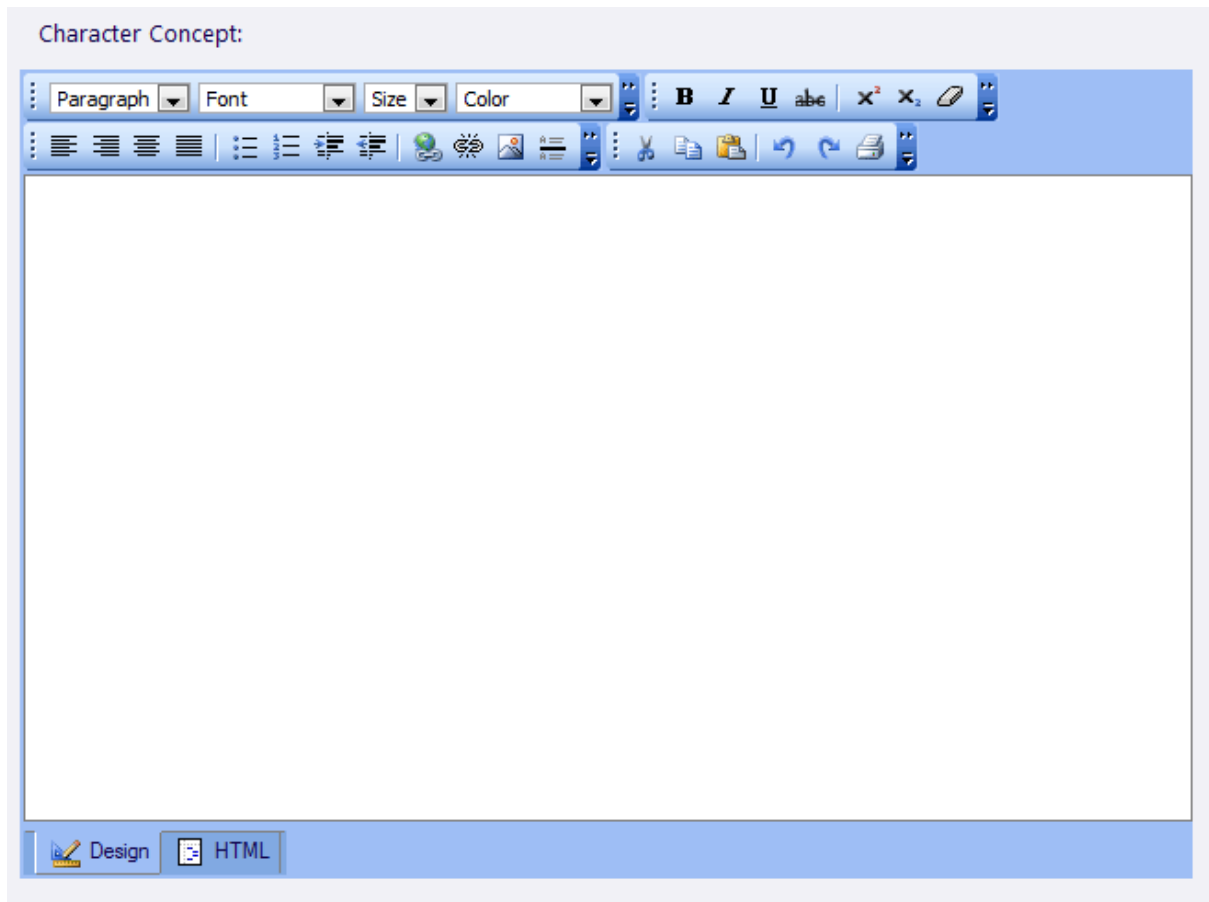 Character Concept:
Paragraph Font Size Color B I U abc x² x₂
Design HTML